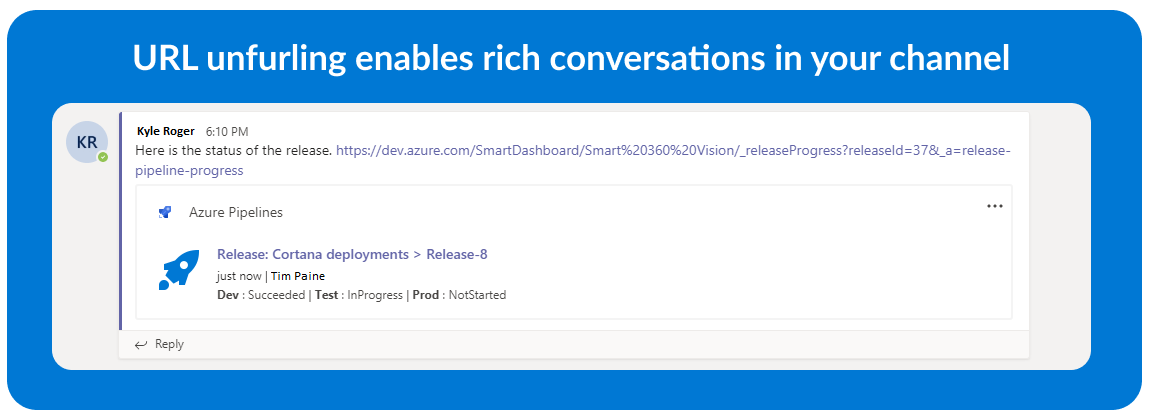 URL unfurling enables rich conversations in your channel
KR
Kyle Roger 6:10 PM
Here is the status of the release. https://dev.azure.com/SmartDashboard/Smart%20360%20Vision/_releaseProgress?releaseId=37&_a=release-
pipeline-progress
Azure Pipelines
Release: Cortana deployments > Release-8
just now | Tim Paine
Dev : Succeeded | Test : InProgress | Prod : NotStarted
Reply